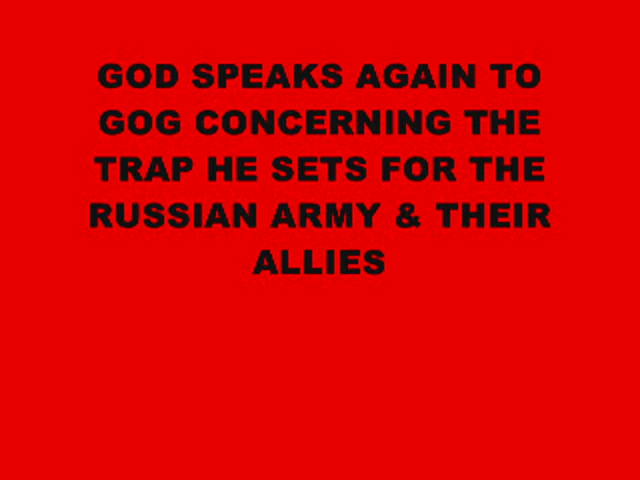 GOD SPEAKS AGAIN TO
GOG CONCERNING THE
TRAP HE SETS FOR THE
RUSSIAN ARMY & THEIR
ALLIES